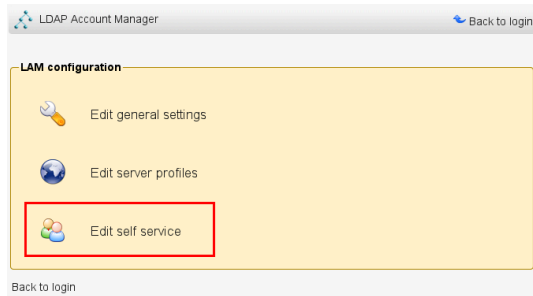 LDAP Account Manager
Back to login
LAM configuration
Edit general settings
Edit server profiles
Edit self service
Back to login